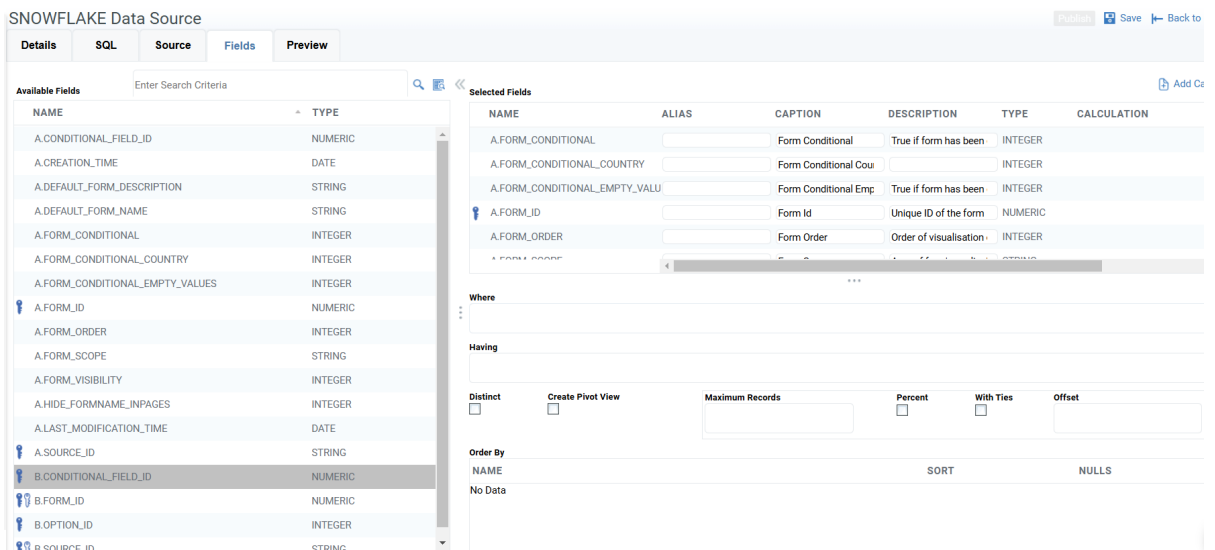 SNOWFLAKE Data Source
Publish Save Back to
Details SQL Source Fields Preview
Available Fields
Enter Search Criteria
NAME TYPE
A.CONDITIONAL_FIELD_ID NUMERIC
A.CREATION_TIME DATE
A.DEFAULT_FORM_DESCRIPTION STRING
A.DEFAULT_FORM_NAME STRING
A.FORM_CONDITIONAL INTEGER
A.FORM_CONDITIONAL_COUNTRY INTEGER
A.FORM_CONDITIONAL_EMPTY_VALUES INTEGER
A.FORM_ID NUMERIC
A.FORM_ORDER INTEGER
A.FORM_SCOPE STRING
A.FORM_VISIBILITY INTEGER
A.HIDE_FORMNAME_INPAGES INTEGER
A.LAST_MODIFICATION_TIME DATE
A.SOURCE_ID STRING
B.CONDITIONAL_FIELD_ID NUMERIC
B.FORM_ID NUMERIC
B.OPTION_ID INTEGER
B.SOURCE_ID STRING
Selected Fields
Add Ca
NAME ALIAS CAPTION DESCRIPTION TYPE CALCULATION
A.FORM_CONDITIONAL Form Conditional True if form has been INTEGER
A.FORM_CONDITIONAL_COUNTRY Form Conditional Cou INTEGER
A.FORM_CONDITIONAL_EMPTY_VALU Form Conditional Emp True if form has been INTEGER
A.FORM_ID Form Id Unique ID of the form NUMERIC
A.FORM_ORDER Form Order Order of visualisation INTEGER
A.FORM_SCOPE STRING
Where
Having
Distinct Create Pivot View Maximum Records Percent With Ties Offset
Order By
NAME SORT NULLS
No Data